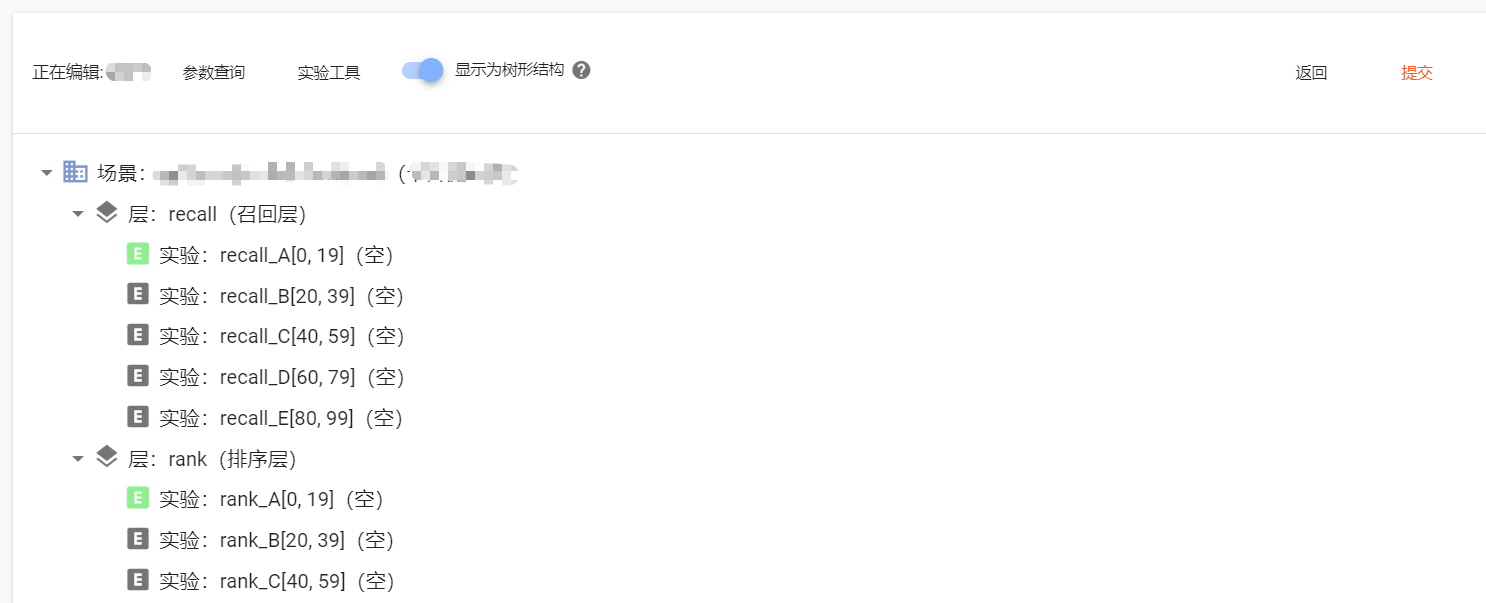 正在编辑: 参数查询 实验工具 显示为树形结构 ? 返回 提交
场景：
层：recall（召回层）
E 实验：recall_A[0, 19]（空）
E 实验：recall_B[20, 39]（空）
E 实验：recall_C[40, 59]（空）
E 实验：recall_D[60, 79]（空）
E 实验：recall_E[80, 99]（空）
层：rank（排序层）
E 实验：rank_A[0, 19]（空）
E 实验：rank_B[20, 39]（空）
E 实验：rank_C[40, 59]（空）